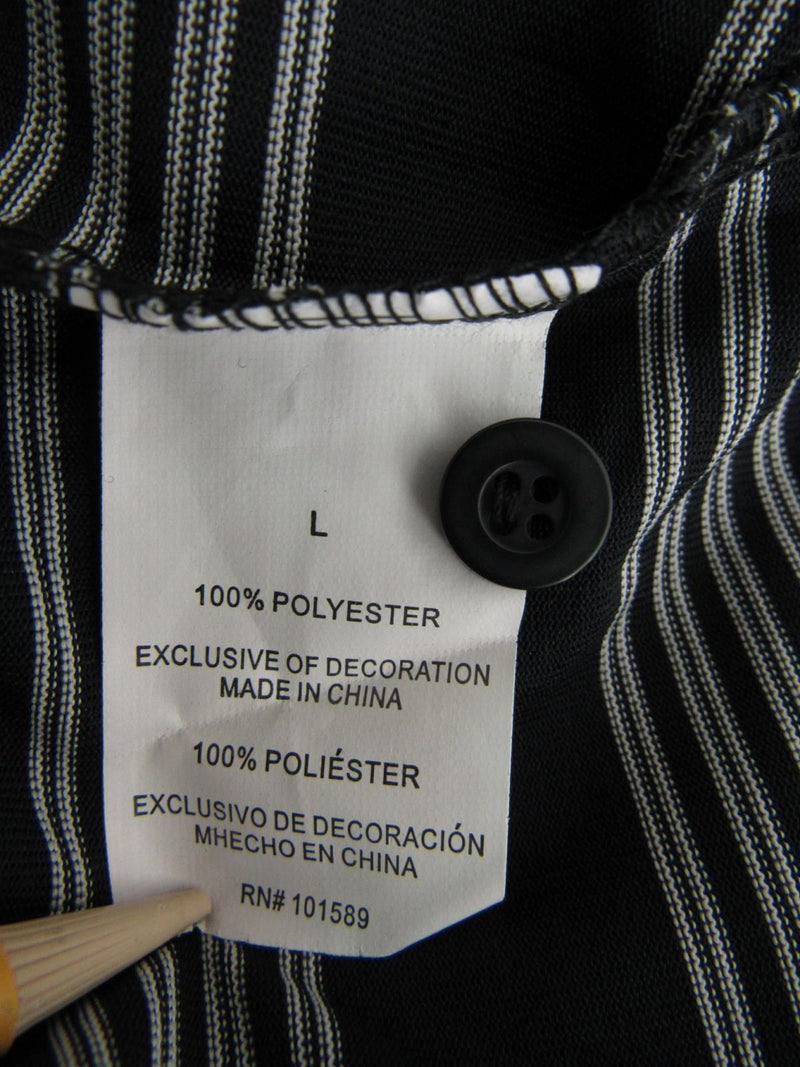 L
100% POLYESTER
EXCLUSIVE OF DECORATION
MADE IN CHINA
100% POLIÉSTER
EXCLUSIVO DE DECORACIÓN
MHECHO EN CHINA
RN# 101589